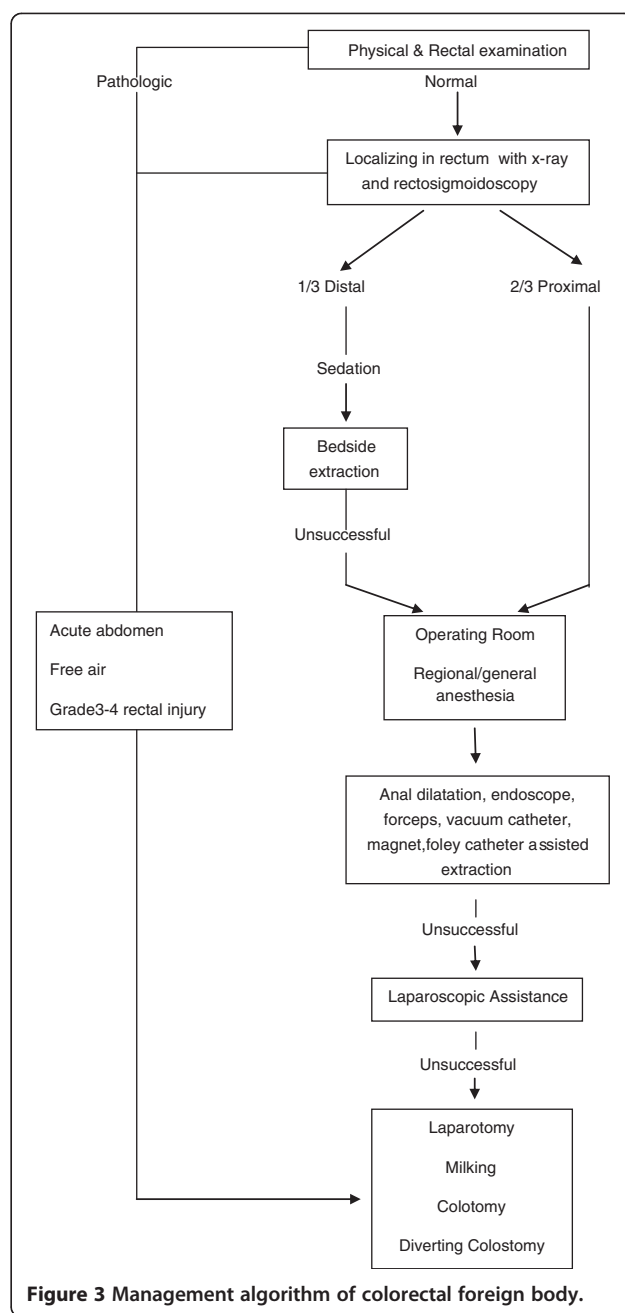 Physical & Rectal examination
Pathologic
Normal
Localizing in rectum with x-ray
and rectosigmoidoscopy
1/3 Distal
2/3 Proximal
Sedation
Bedside
extraction
Unsuccessful
Acute abdomen
Free air
Grade3-4 rectal injury
Operating Room
Regional/general
anesthesia
Anal dilatation, endoscope,
forceps, vacuum catheter,
magnet,foley catheter assisted
extraction
Unsuccessful
Laparoscopic Assistance
Unsuccessful
Laparotomy
Milking
Colotomy
Diverting Colostomy
Figure 3 Management algorithm of colorectal foreign body.